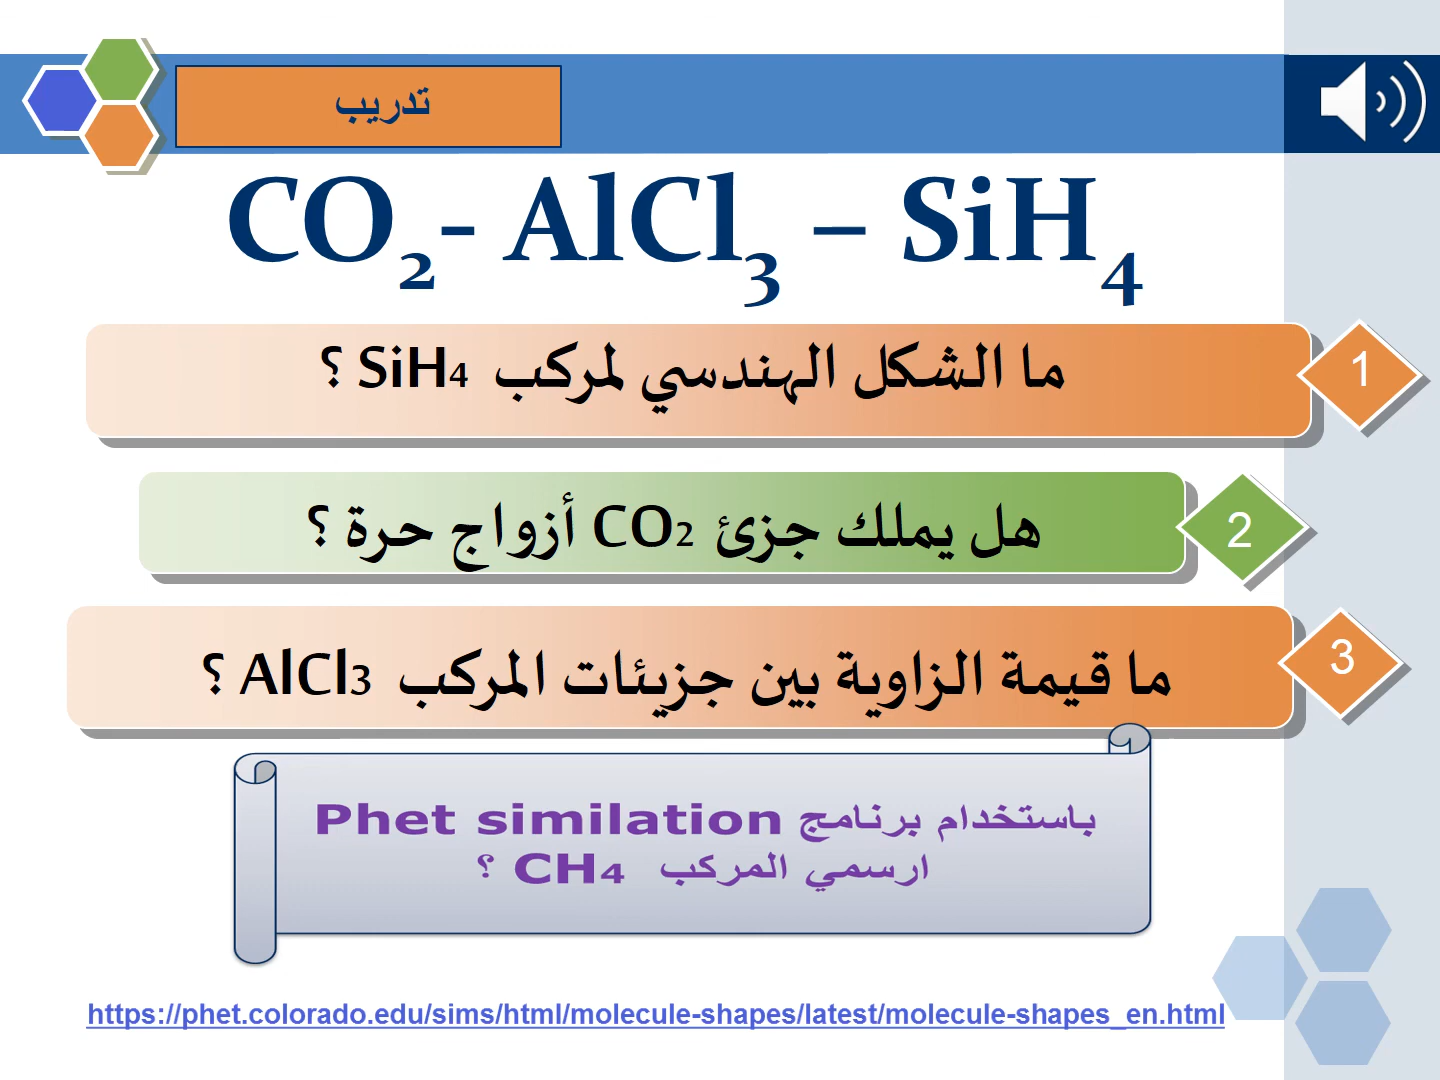 تدريب
CO₂- AlCl₃ – SiH₄
ما الشكل الهندسي لمركب SiH₄ ؟
1
هل يملك جزئ CO₂ أزواج حرة ؟
2
ما قيمة الزاوية بين جزيئات المركب AlCl₃ ؟
3
باستخدام برنامج Phet similation
ارسمي المركب CH₄ ؟
https://phet.colorado.edu/sims/html/molecule-shapes/latest/molecule-shapes_en.html